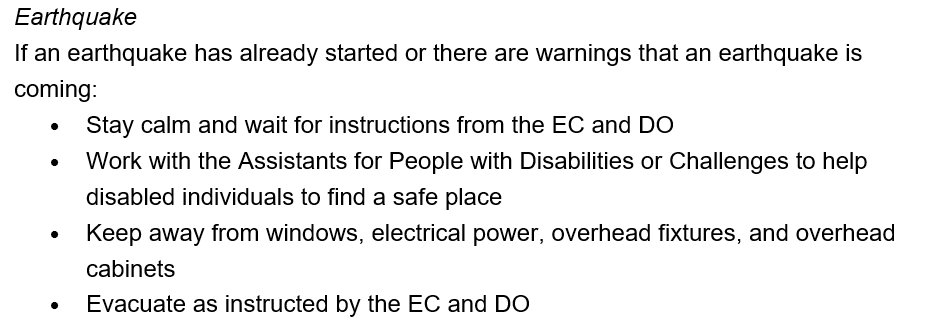 Earthquake
If an earthquake has already started or there are warnings that an earthquake is
coming:
• Stay calm and wait for instructions from the EC and DO
• Work with the Assistants for People with Disabilities or Challenges to help
disabled individuals to find a safe place
• Keep away from windows, electrical power, overhead fixtures, and overhead
cabinets
• Evacuate as instructed by the EC and DO